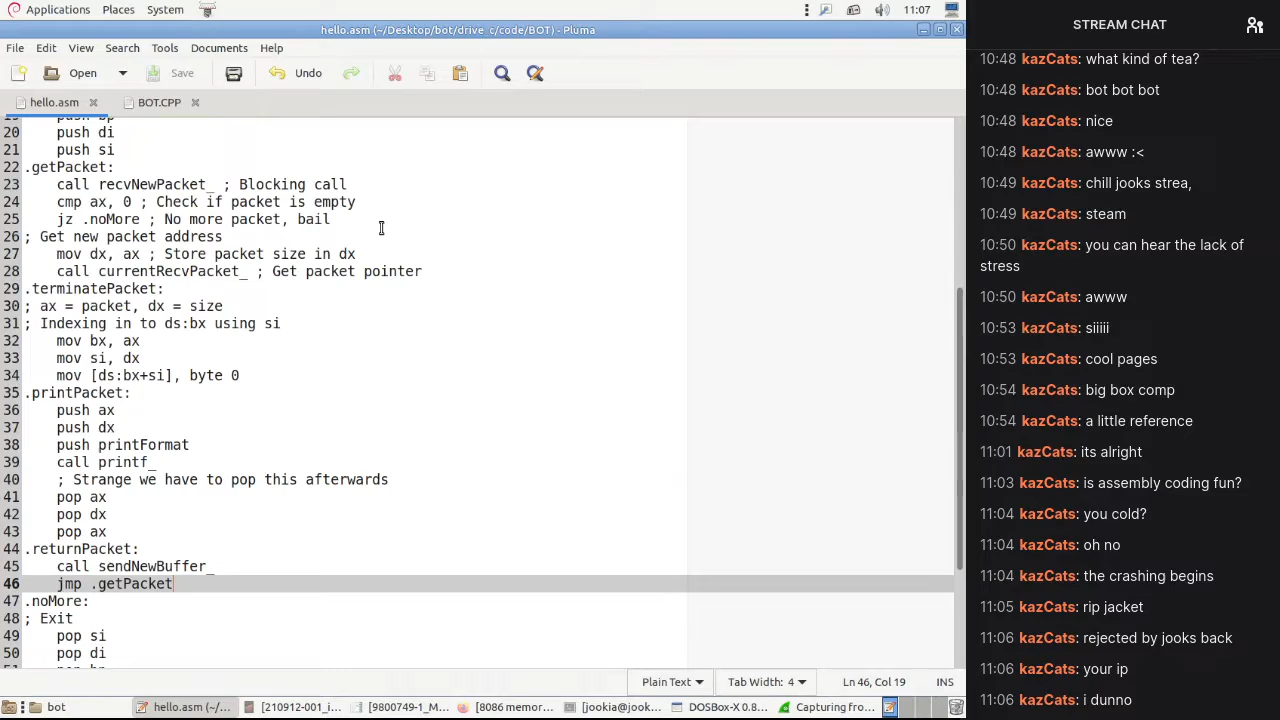 Applications Places System 11:07
hello.asm (~/Desktop/bot/drive_c/code/BOT) - Pluma
File Edit View Search Tools Documents Help
Open Save Undo
hello.asm BOT.CPP
19 push bp
20 push di
21 push si
22 .getPacket:
23 call recvNewPacket_ ; Blocking call
24 cmp ax, 0 ; Check if packet is empty
25 jz .noMore ; No more packet, bail
26 ; Get new packet address
27 mov dx, ax ; Store packet size in dx
28 call currentRecvPacket_ ; Get packet pointer
29 .terminatePacket:
30 ; ax = packet, dx = size
31 ; Indexing in to ds:bx using si
32 mov bx, ax
33 mov si, dx
34 mov [ds:bx+si], byte 0
35 .printPacket:
36 push ax
37 push dx
38 push printFormat
39 call printf_
40 ; Strange we have to pop this afterwards
41 pop ax
42 pop dx
43 pop ax
44 .returnPacket:
45 call sendNewBuffer_
46 jmp .getPacket
47 .noMore:
48 ; Exit
49 pop si
50 pop di
51 pop bp
Plain Text Tab Width: 4 Ln 46, Col 19 INS
bot hello.asm (~/... [210912-001_i... [9800749-1_M... [8086 memor... [jookia@jook... DOSBox-X 0.8... Capturing fro...
STREAM CHAT
10:48 kazCats: what kind of tea?
10:48 kazCats: bot bot bot
10:48 kazCats: nice
10:48 kazCats: awww :<
10:49 kazCats: chill jooks strea,
10:49 kazCats: steam
10:50 kazCats: you can hear the lack of
stress
10:50 kazCats: awww
10:53 kazCats: siiiii
10:53 kazCats: cool pages
10:54 kazCats: big box comp
10:54 kazCats: a little reference
11:01 kazCats: its alright
11:03 kazCats: is assembly coding fun?
11:04 kazCats: you cold?
11:04 kazCats: oh no
11:04 kazCats: the crashing begins
11:05 kazCats: rip jacket
11:06 kazCats: rejected by jooks back
11:06 kazCats: your ip
11:06 kazCats: i dunno